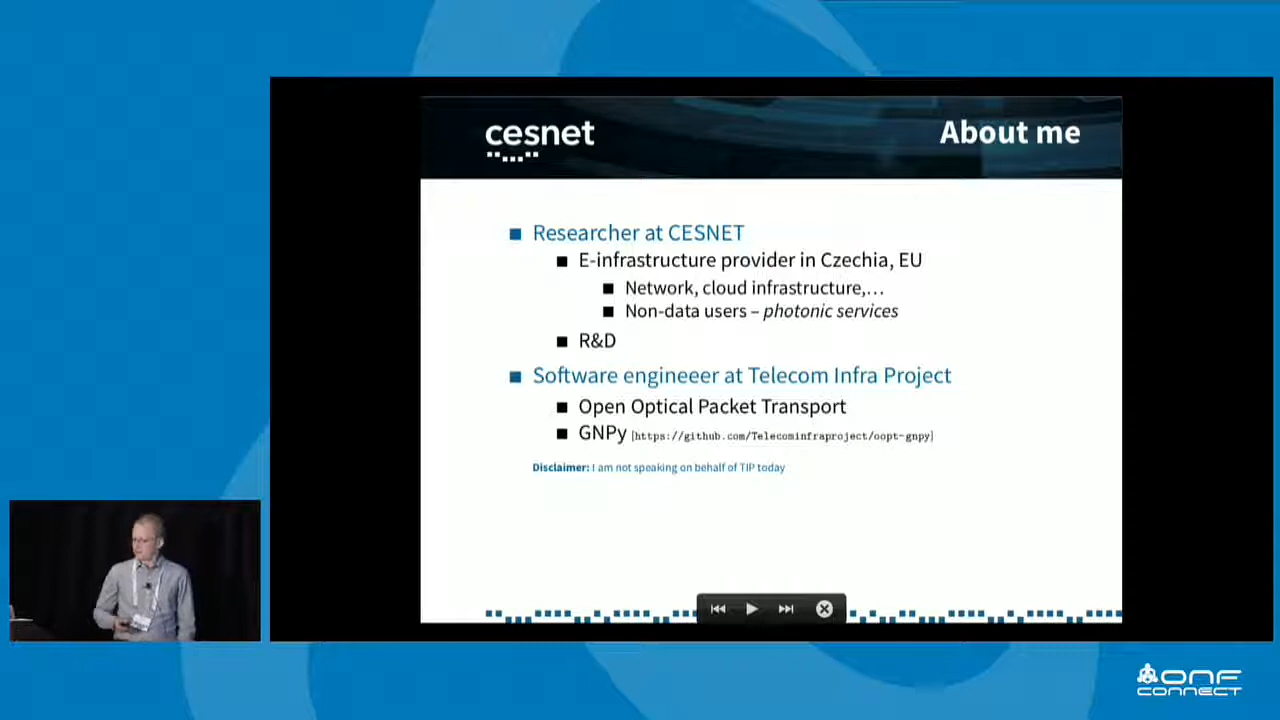 cesnet
About me
Researcher at CESNET
E-infrastructure provider in Czechia, EU
Network, cloud infrastructure,…
Non-data users – photonic services
R&D
Software engineeer at Telecom Infra Project
Open Optical Packet Transport
GNPy [https://github.com/Telecominfraproject/oopt-gnpy]
Disclaimer: I am not speaking on behalf of TIP today
ONF
CONNECT